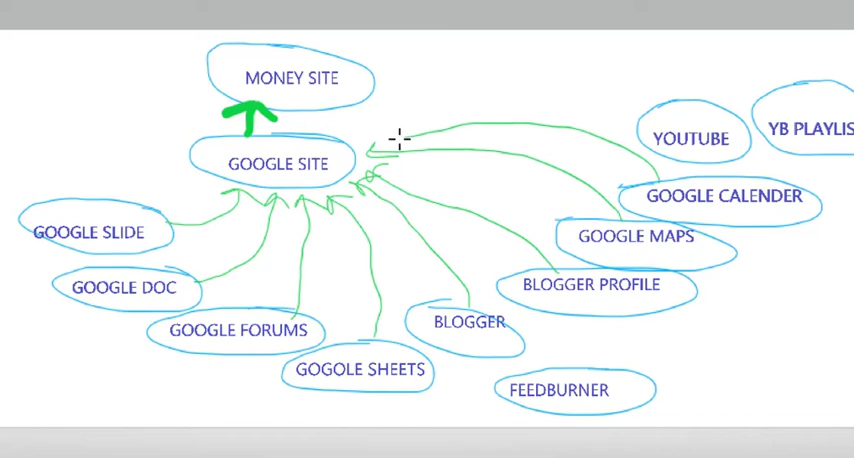 MONEY SITE
YOUTUBE
YB PLAYLIS
GOOGLE SITE
GOOGLE CALENDER
GOOGLE SLIDE
GOOGLE MAPS
GOOGLE DOC
BLOGGER PROFILE
GOOGLE FORUMS
BLOGGER
GOGOLE SHEETS
FEEDBURNER